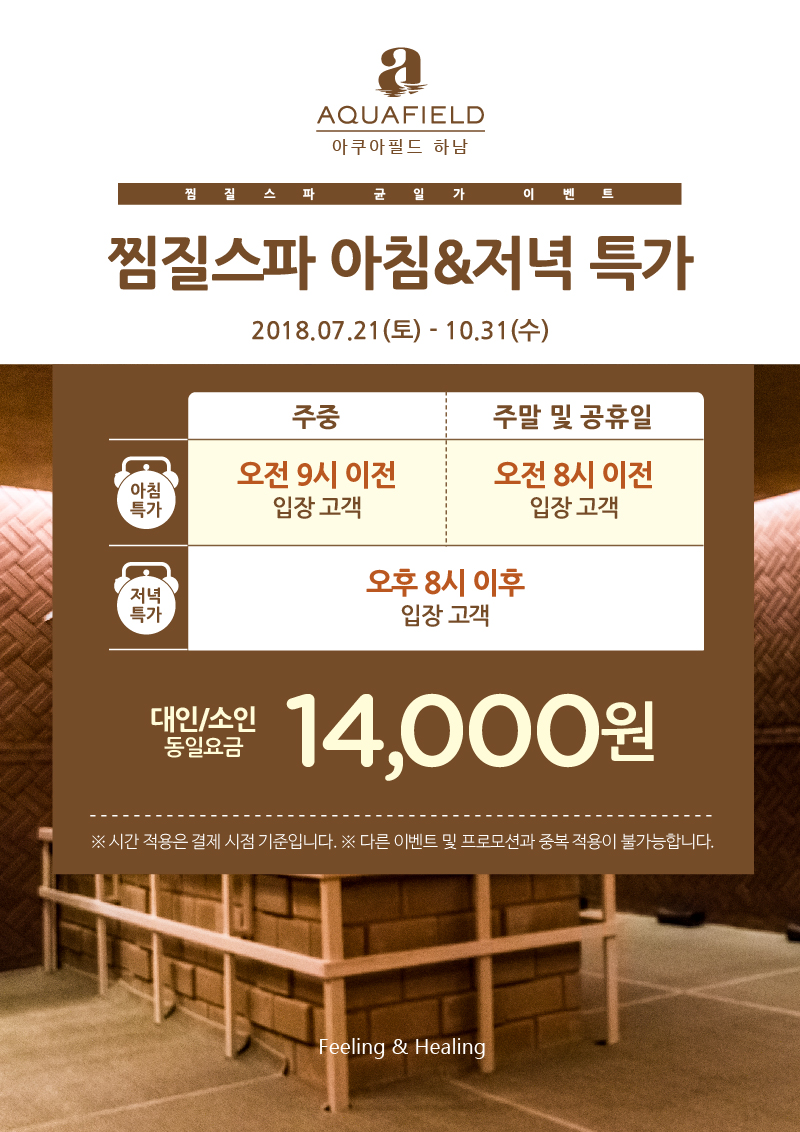 a
AQUAFIELD
아쿠아필드 하남
찜질스파 균일가 이벤트
찜질스파 아침&저녁 특가
2018.07.21(토) - 10.31(수)
주중
주말 및 공휴일
아침
특가
오전 9시 이전
입장 고객
오전 8시 이전
입장 고객
저녁
특가
오후 8시 이후
입장 고객
대인/소인
동일요금
14,000원
※ 시간 적용은 결제 시점 기준입니다. ※ 다른 이벤트 및 프로모션과 중복 적용이 불가능합니다.
Feeling & Healing